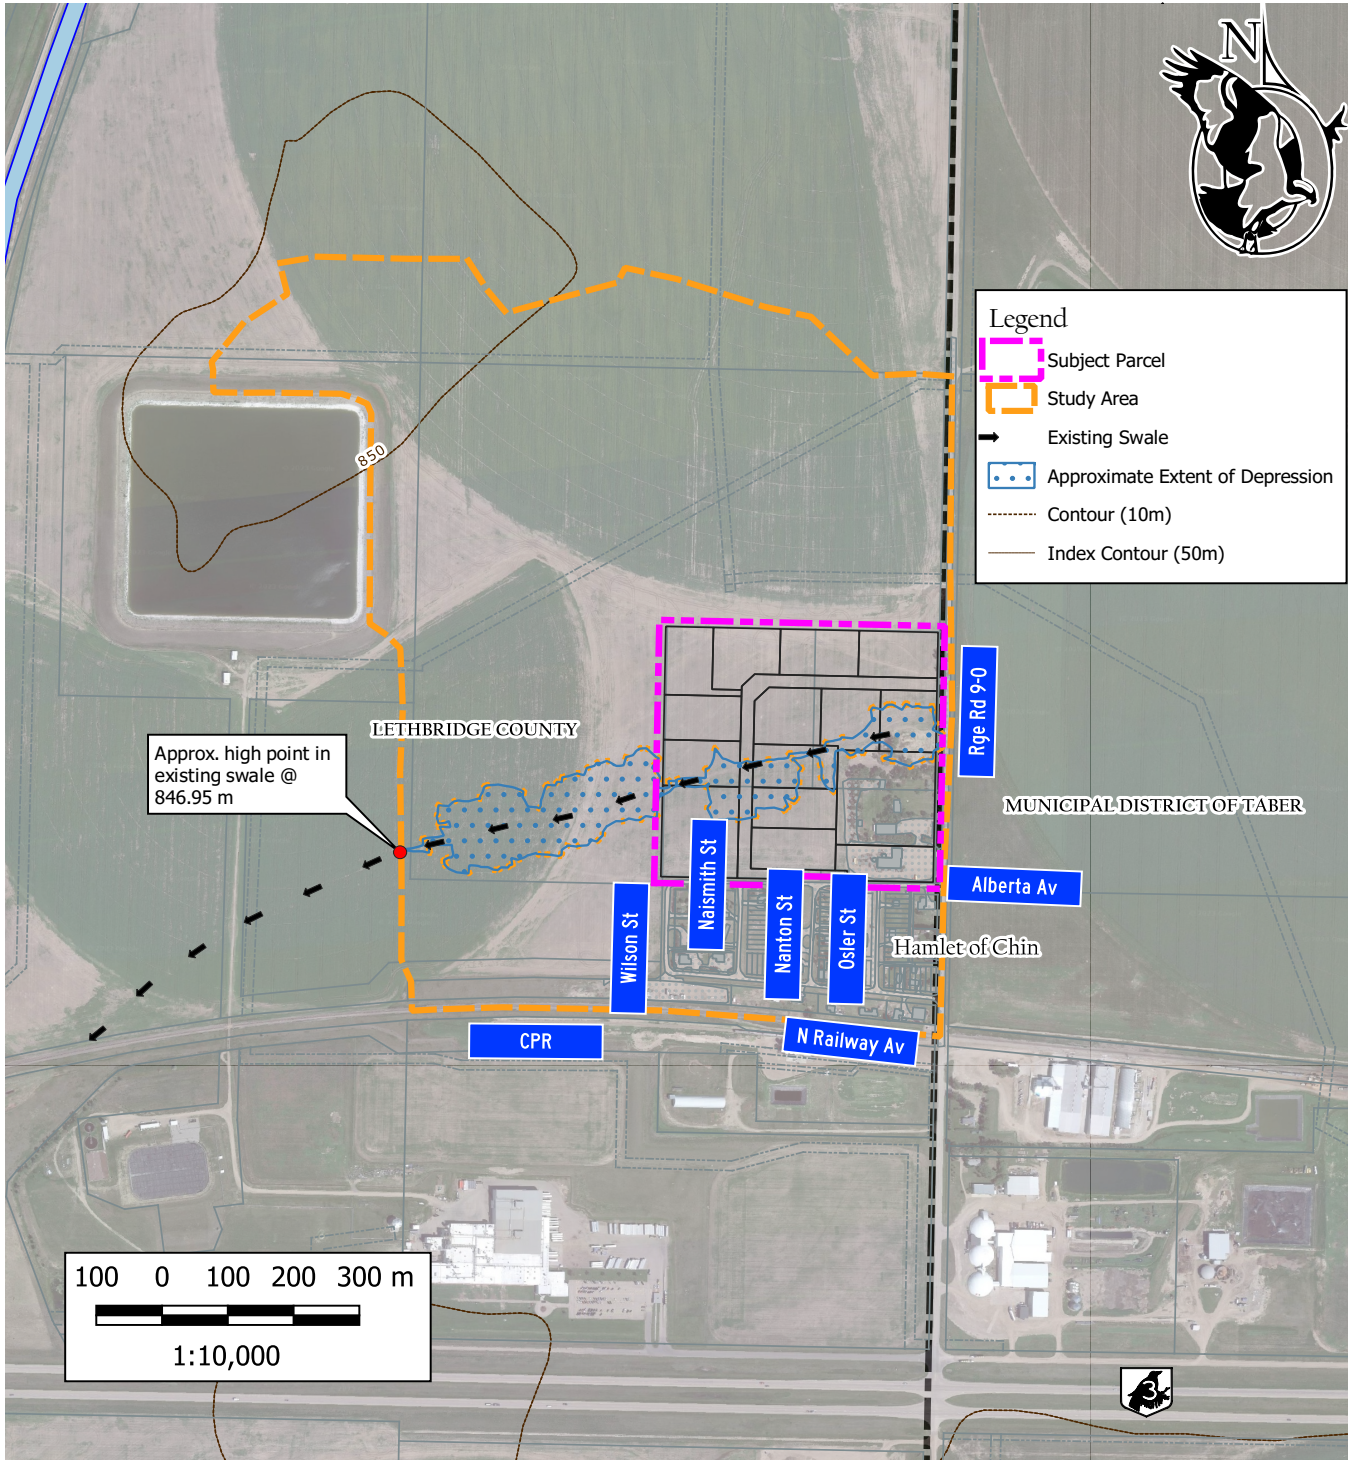 N
Legend
Subject Parcel
Study Area
Existing Swale
Approximate Extent of Depression
Contour (10m)
Index Contour (50m)
850
Rge Rd 9-0
LETHBRIDGE COUNTY
Approx. high point in
existing swale @
846.95 m
MUNICIPAL DISTRICT OF TABER
Alberta Av
Naismith St
Wilson St
Nanton St
Osler St
Hamlet of Chin
CPR
N Railway Av
100 0 100 200 300 m
1:10,000
3